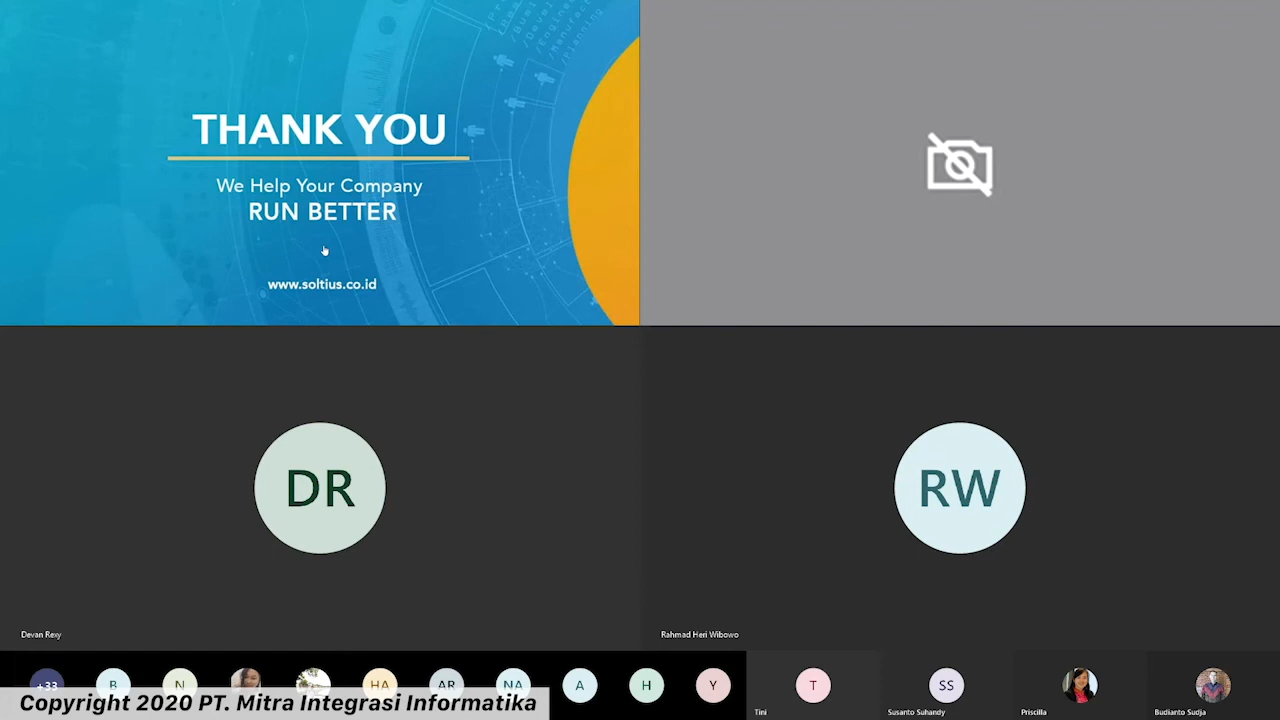 THANK YOU
We Help Your Company
RUN BETTER
www.soltius.co.id
DR
RW
Devan Rexy
Rahmad Heri Wibowo
+33
B
N
HA
AR
NA
A
H
Y
T
SS
Tini
Susanto Suhandy
Priscilla
Budianto Sudja
Copyright 2020 PT. Mitra Integrasi Informatika